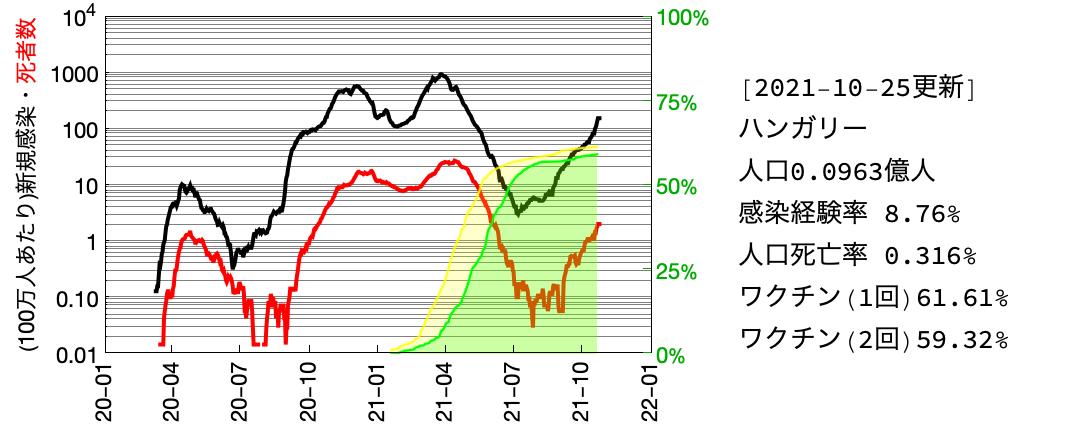 (100万人あたり)新規感染・死者数
10^4
1000
100
10
1
0.10
0.01
100%
75%
50%
25%
0%
20-01
20-04
20-07
20-10
21-01
21-04
21-07
21-10
22-01
[2021-10-25更新]
ハンガリー
人口0.0963億人
感染経験率 8.76%
人口死亡率 0.316%
ワクチン(1回)61.61%
ワクチン(2回)59.32%